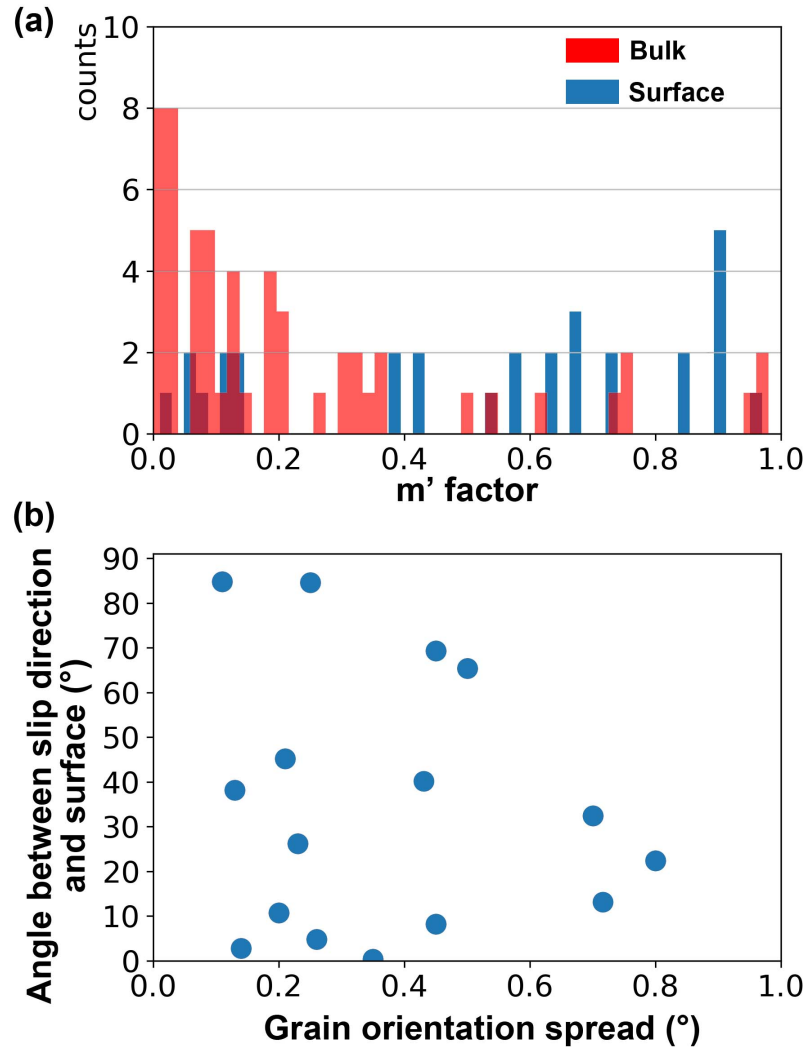 (a)
counts
10
8
6
4
2
0
Bulk
Surface
0.0 0.2 0.4 0.6 0.8 1.0
m’ factor
(b)
Angle between slip direction
and surface (°)
90
80
70
60
50
40
30
20
10
0
0.0 0.2 0.4 0.6 0.8 1.0
Grain orientation spread (°)